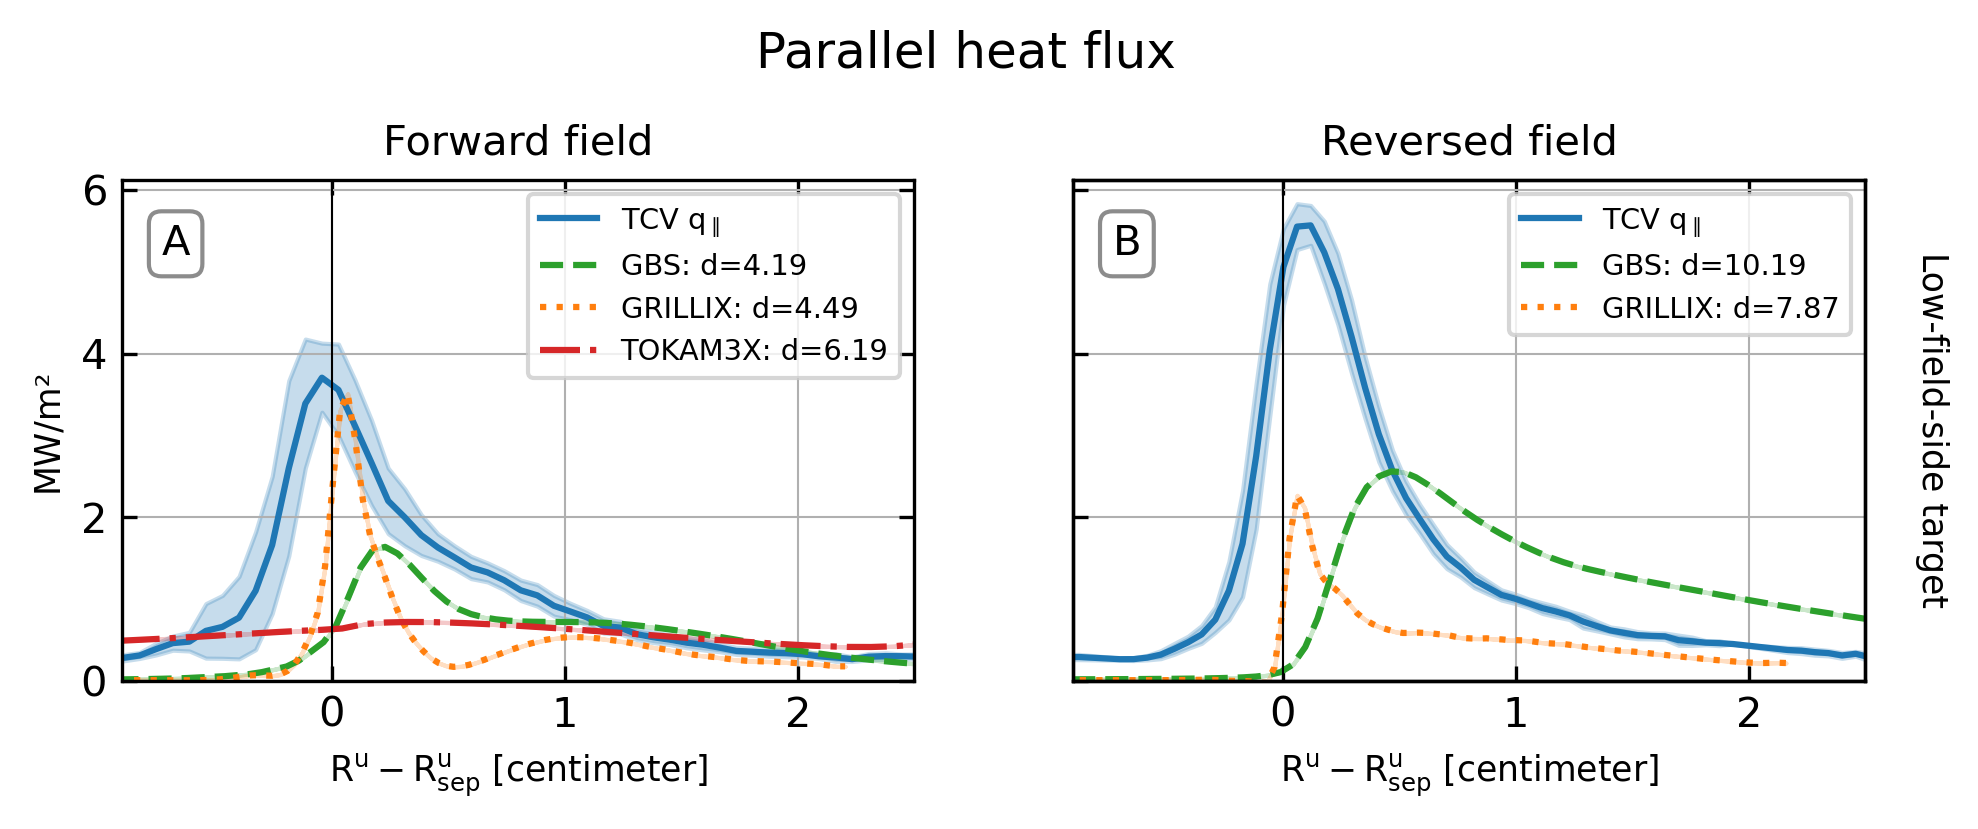 Parallel heat flux
Forward field
Reversed field
A
TCV q∥
GBS: d=4.19
GRILLIX: d=4.49
TOKAM3X: d=6.19
B
TCV q∥
GBS: d=10.19
GRILLIX: d=7.87
MW/m²
6
4
2
0
0 1 2
0 1 2
Rᵘ − Rᵘsep [centimeter]
Rᵘ − Rᵘsep [centimeter]
Low-field-side target